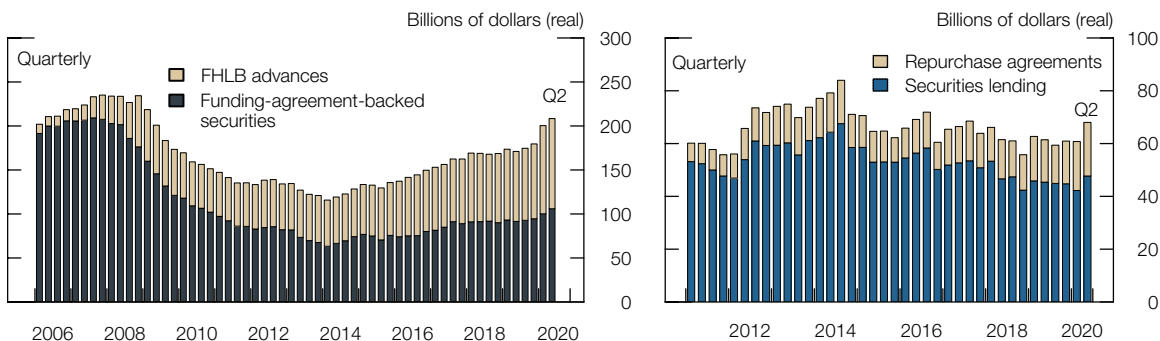 Billions of dollars (real)
Quarterly
FHLB advances
Funding-agreement-backed
securities
Q2
300
250
200
150
100
50
0
2006 2008 2010 2012 2014 2016 2018 2020
Billions of dollars (real)
Quarterly
Repurchase agreements
Securities lending
Q2
100
80
60
40
20
0
2012 2014 2016 2018 2020